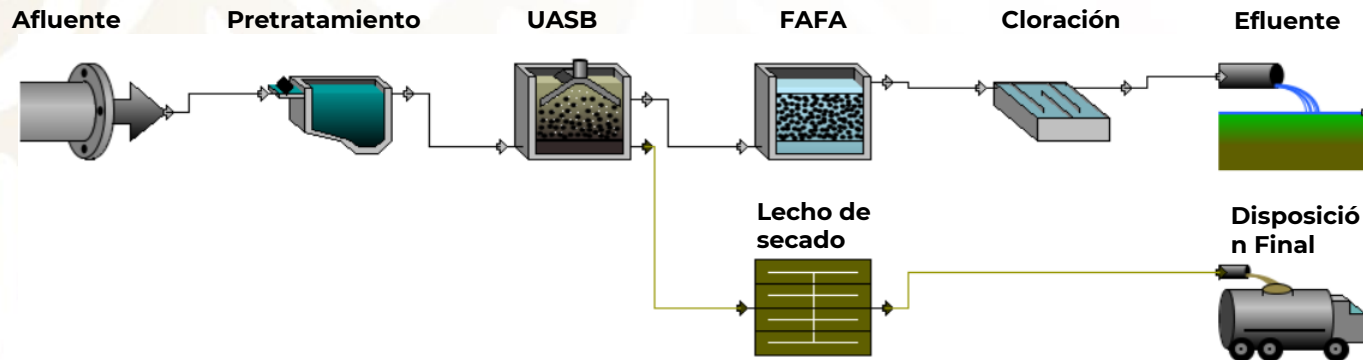 Afluente
Pretratamiento
UASB
FAFA
Cloración
Efluente
Lecho de
secado
Disposició
n Final